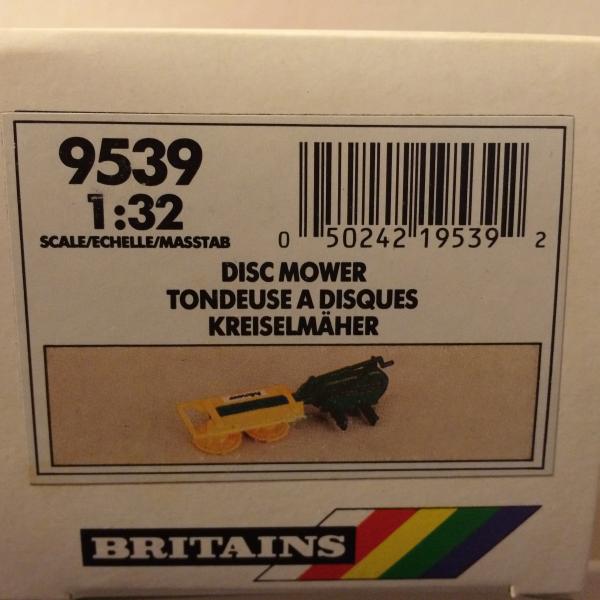 9539
1:32
SCALE/ECHELLE/MASSTAB
0 50242 19539 2
DISC MOWER
TONDEUSE A DISQUES
KREISELMÄHER
BRITAINS